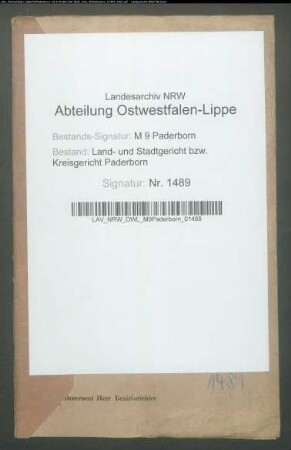 Landesarchiv NRW
Abteilung Ostwestfalen-Lippe
Bestands-Signatur: M 9 Paderborn
Bestand: Land- und Stadtgericht bzw.
Kreisgericht Paderborn
Signatur: Nr. 1489
LAV_NRW_OWL_M9Paderborn_01489
1489
Herr